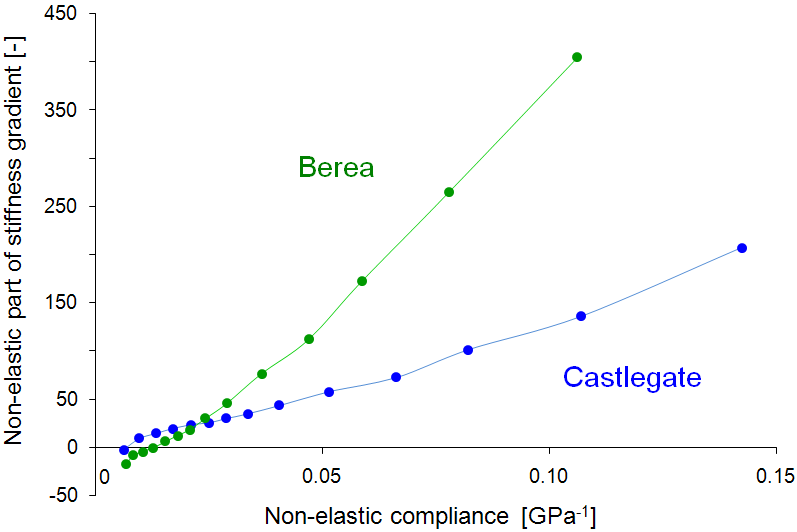 Non-elastic part of stiffness gradient [-]
450
350
250
150
50
0
-50
Berea
Castlegate
0
0.05
0.10
0.15
Non-elastic compliance [GPa⁻¹]